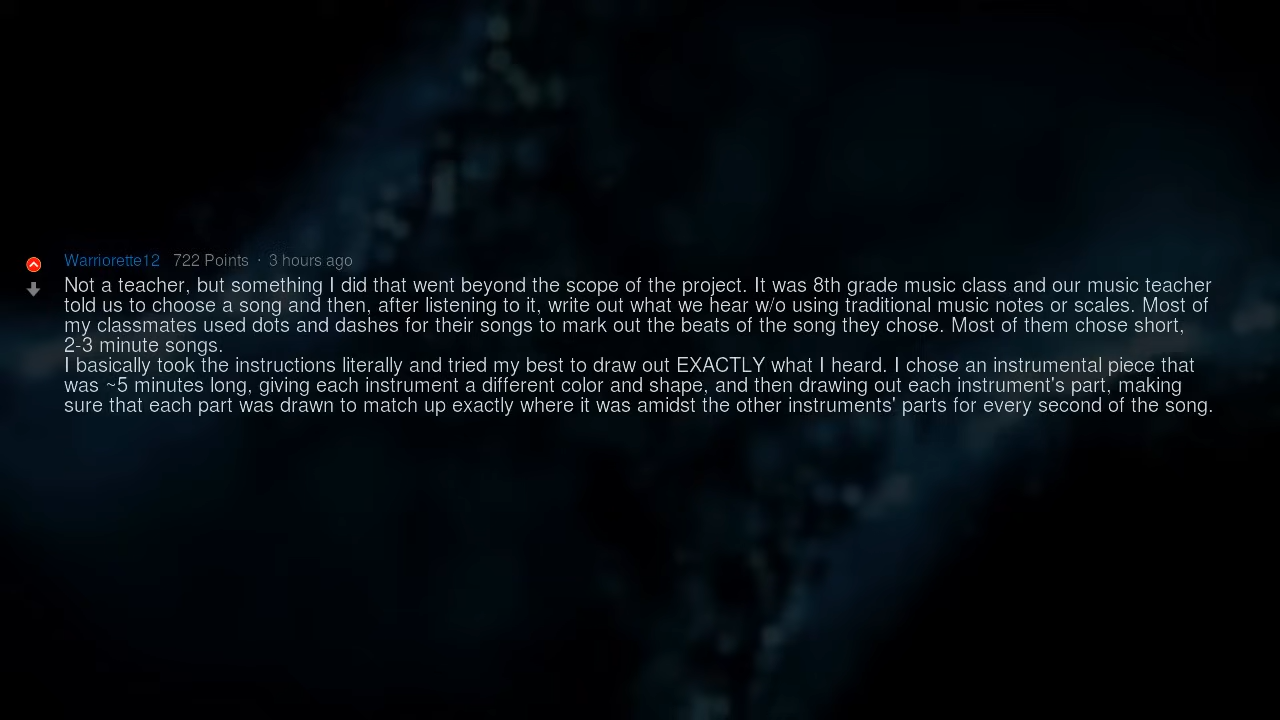 Warriorette12 722 Points · 3 hours ago
Not a teacher, but something I did that went beyond the scope of the project. It was 8th grade music class and our music teacher
told us to choose a song and then, after listening to it, write out what we hear w/o using traditional music notes or scales. Most of
my classmates used dots and dashes for their songs to mark out the beats of the song they chose. Most of them chose short,
2-3 minute songs.
I basically took the instructions literally and tried my best to draw out EXACTLY what I heard. I chose an instrumental piece that
was ~5 minutes long, giving each instrument a different color and shape, and then drawing out each instrument's part, making
sure that each part was drawn to match up exactly where it was amidst the other instruments' parts for every second of the song.